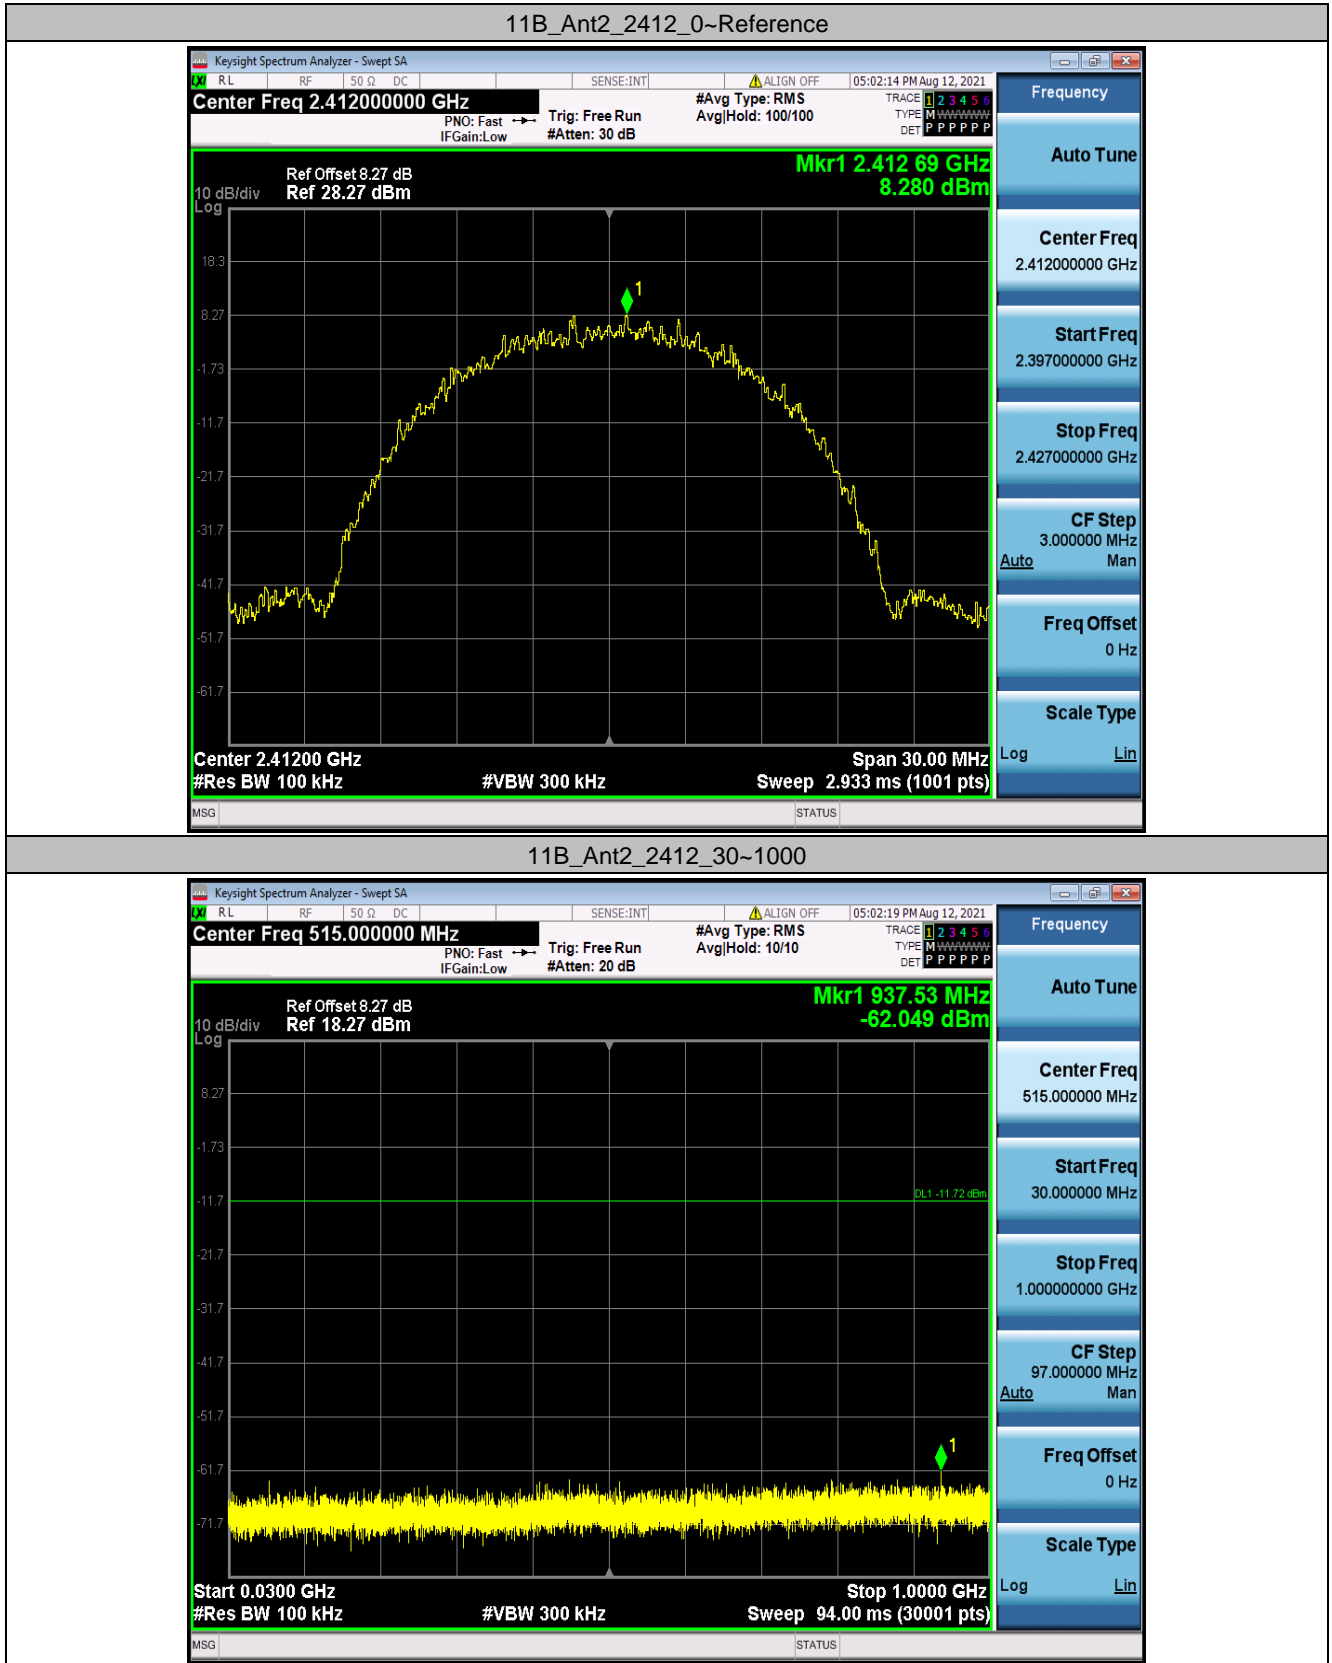 11B_Ant2_2412_0~Reference
Keysight Spectrum Analyzer - Swept SA
LXI RL RF 50 Ω DC SENSE:INT ALIGN OFF 05:02:14 PM Aug 12, 2021
Center Freq 2.412000000 GHz
PNO: Fast
IFGain:Low
Trig: Free Run
#Atten: 30 dB
#Avg Type: RMS
Avg|Hold: 100/100
TRACE 1 2 3 4 5 6
TYPE M WWWWW
DET P P P P P P
Mkr1 2.412 69 GHz
8.280 dBm
Ref Offset 8.27 dB
10 dB/div Ref 28.27 dBm
Log
18.3
8.27
-1.73
-11.7
-21.7
-31.7
-41.7
-51.7
-61.7
1
Center 2.41200 GHz Span 30.00 MHz
#Res BW 100 kHz #VBW 300 kHz Sweep 2.933 ms (1001 pts)
MSG STATUS
Frequency
Auto Tune
Center Freq
2.412000000 GHz
Start Freq
2.397000000 GHz
Stop Freq
2.427000000 GHz
CF Step
3.000000 MHz
Auto Man
Freq Offset
0 Hz
Scale Type
Log Lin
11B_Ant2_2412_30~1000
Keysight Spectrum Analyzer - Swept SA
LXI RL RF 50 Ω DC SENSE:INT ALIGN OFF 05:02:19 PM Aug 12, 2021
Center Freq 515.000000 MHz
PNO: Fast
IFGain:Low
Trig: Free Run
#Atten: 20 dB
#Avg Type: RMS
Avg|Hold: 10/10
TRACE 1 2 3 4 5 6
TYPE M WWWWW
DET P P P P P P
Mkr1 937.53 MHz
-62.049 dBm
Ref Offset 8.27 dB
10 dB/div Ref 18.27 dBm
Log
8.27
-1.73
-11.7
-21.7
-31.7
-41.7
-51.7
-61.7
-71.7
DL1 -11.72 dBm
1
Start 0.0300 GHz Stop 1.0000 GHz
#Res BW 100 kHz #VBW 300 kHz Sweep 94.00 ms (30001 pts)
MSG STATUS
Frequency
Auto Tune
Center Freq
515.000000 MHz
Start Freq
30.000000 MHz
Stop Freq
1.000000000 GHz
CF Step
97.000000 MHz
Auto Man
Freq Offset
0 Hz
Scale Type
Log Lin